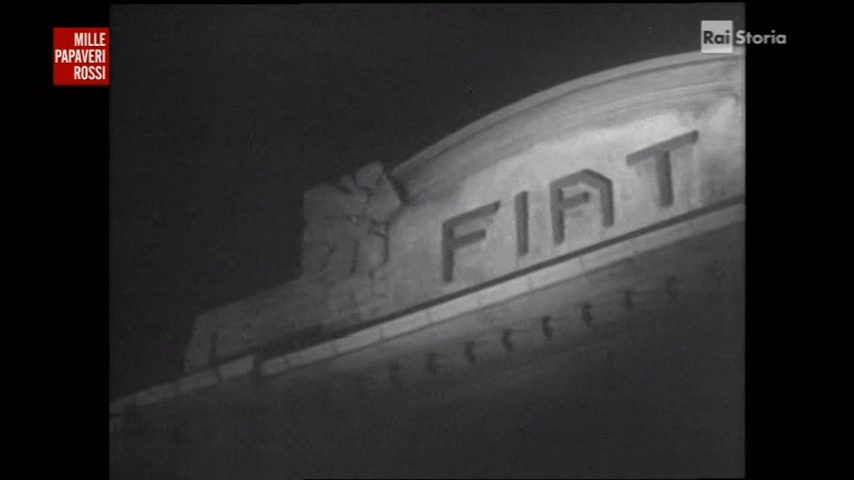 MILLE
PAPAVERI
ROSSI
Rai Storia
FIAT